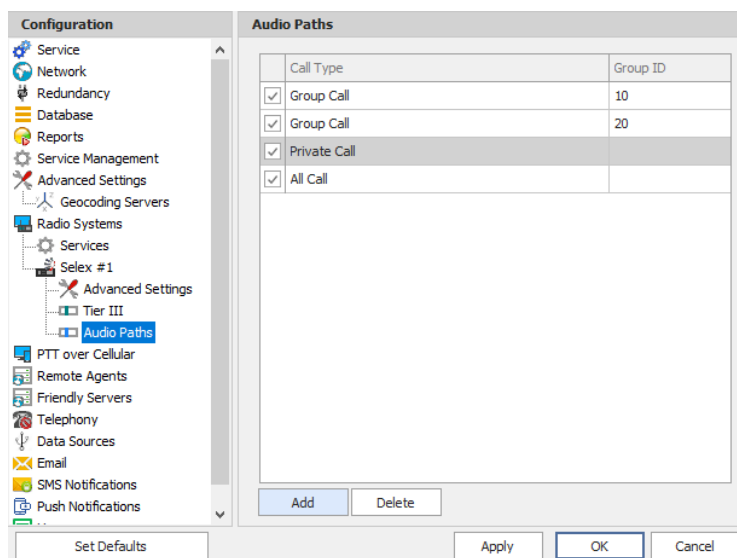 Configuration
Service
Network
Redundancy
Database
Reports
Service Management
Advanced Settings
Geocoding Servers
Radio Systems
Services
Selex #1
Advanced Settings
Tier III
Audio Paths
PTT over Cellular
Remote Agents
Friendly Servers
Telephony
Data Sources
Email
SMS Notifications
Push Notifications
Audio Paths
Call Type Group ID
Group Call 10
Group Call 20
Private Call
All Call
Add Delete
Set Defaults Apply OK Cancel